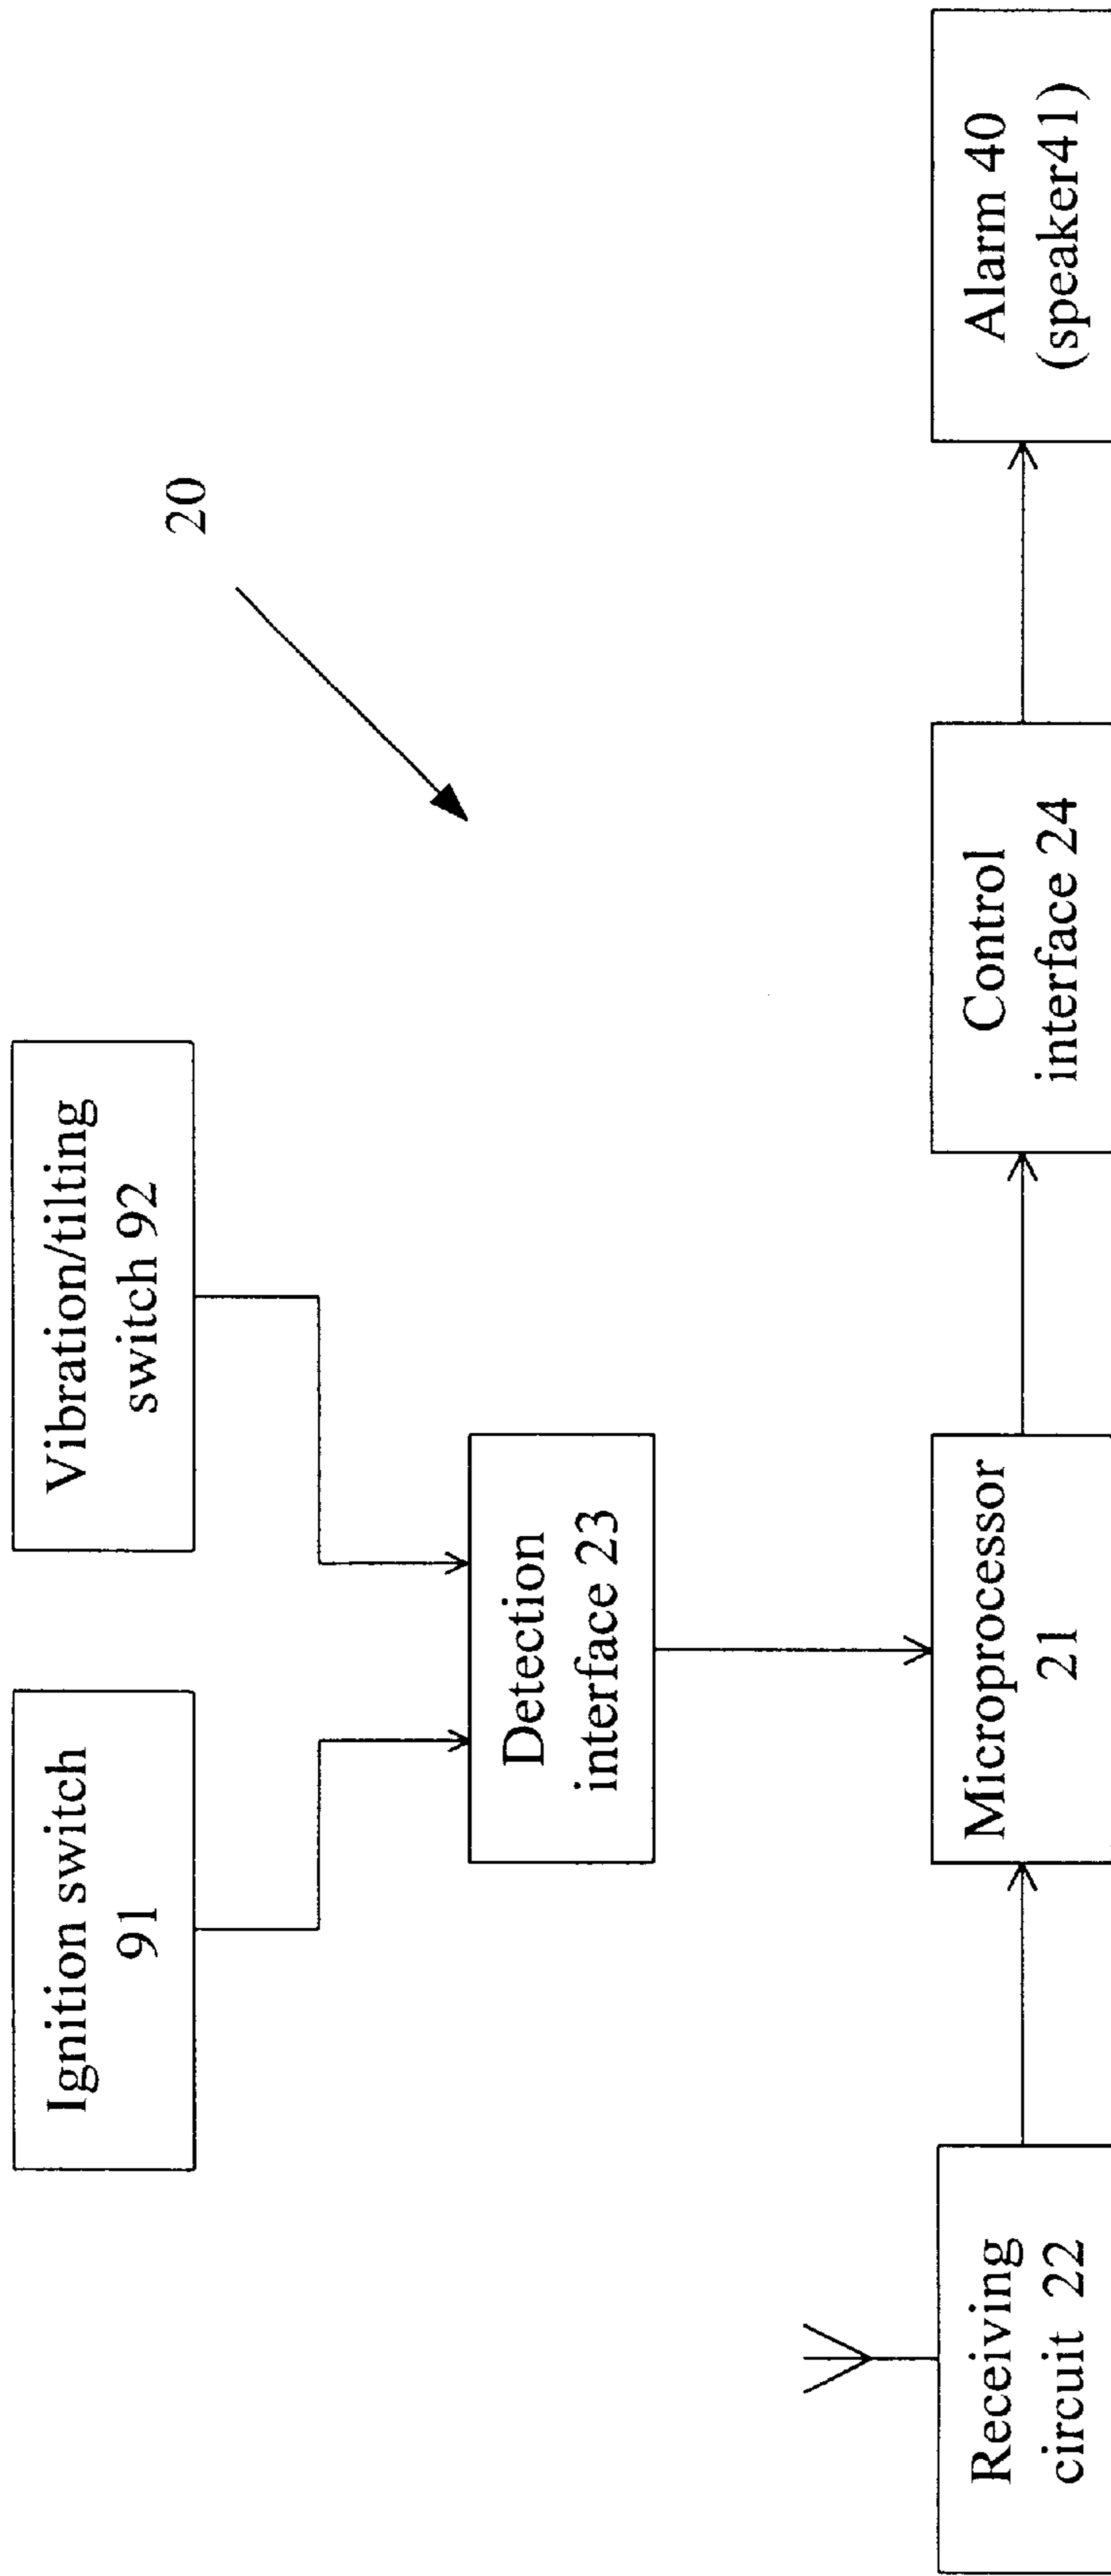 Ignition switch
91
Vibration/tilting
switch 92
20
Detection
interface 23
Receiving
circuit 22
Microprocessor
21
Control
interface 24
Alarm 40
(speaker41)